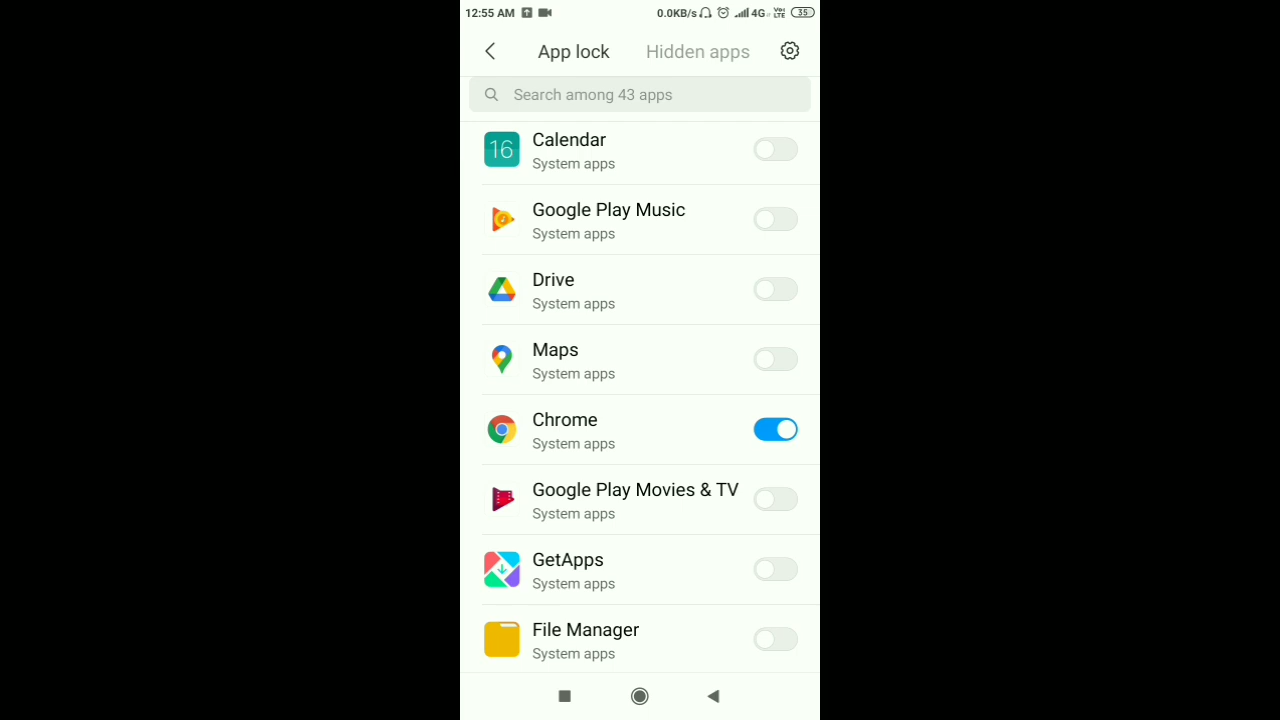 12:55 AM 0.0KB/s 4G Vo LTE 35
App lock Hidden apps
Search among 43 apps
16
Calendar
System apps
Google Play Music
System apps
Drive
System apps
Maps
System apps
Chrome
System apps
Google Play Movies & TV
System apps
GetApps
System apps
File Manager
System apps